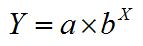 Y = a × b^X